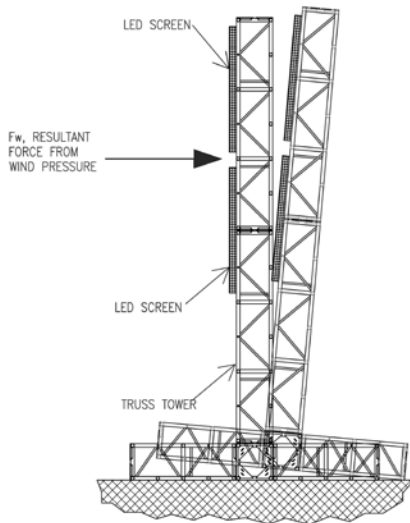 LED SCREEN
Fw, RESULTANT
FORCE FROM
WIND PRESSURE
LED SCREEN
TRUSS TOWER